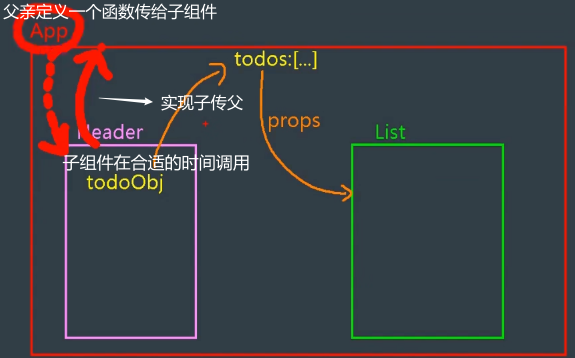 父亲定义一个函数传给子组件
App
todos:[...]
实现子传父
props
Header
List
子组件在合适的时间调用
todoObj